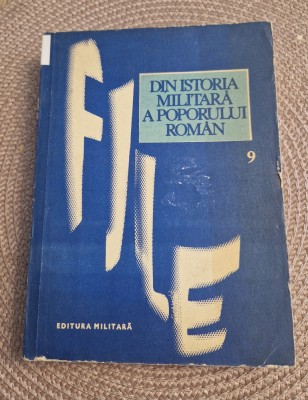 FILE
DIN ISTORIA
MILITARĂ
A POPORULUI
ROMÂN
9
EDITURA MILITARĂ